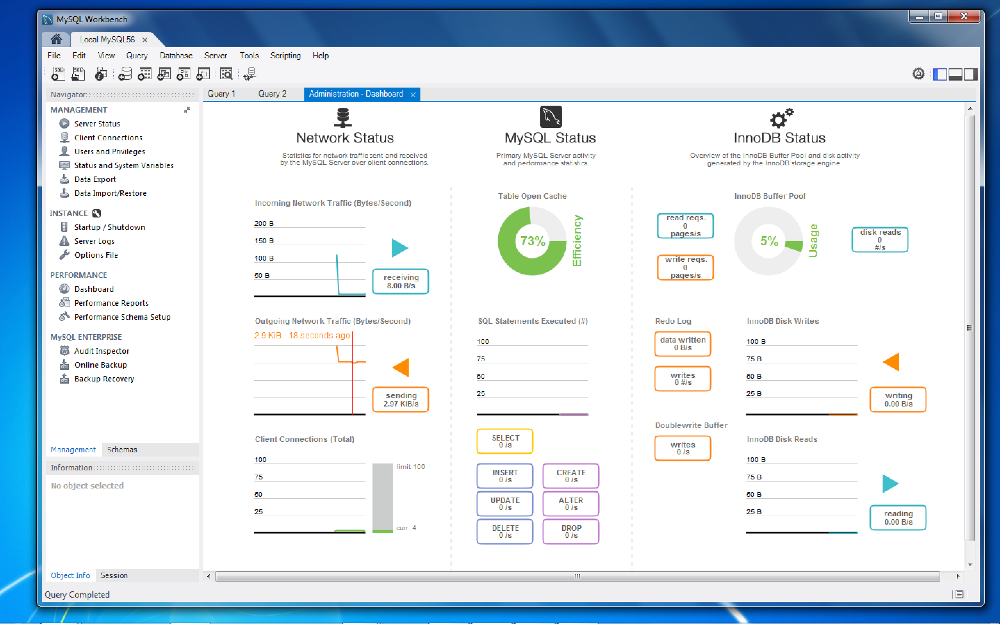 MySQL Workbench
Local MySQL56
File Edit View Query Database Server Tools Scripting Help
SQL SQL f()
Navigator
MANAGEMENT
Server Status
Client Connections
Users and Privileges
Status and System Variables
Data Export
Data Import/Restore
INSTANCE
Startup / Shutdown
Server Logs
Options File
PERFORMANCE
Dashboard
Performance Reports
Performance Schema Setup
MySQL ENTERPRISE
Audit Inspector
Online Backup
Backup Recovery
Management Schemas
Information
No object selected
Object Info Session
Query Completed
Query 1 Query 2 Administration - Dashboard
Network Status
Statistics for network traffic sent and received
by the MySQL Server over client connections.
Incoming Network Traffic (Bytes/Second)
200 B
150 B
100 B
50 B
receiving
8.00 B/s
Outgoing Network Traffic (Bytes/Second)
2.9 KiB - 18 seconds ago
sending
2.97 KiB/s
Client Connections (Total)
100
75
50
25
limit 100
curr. 4
MySQL Status
Primary MySQL Server activity
and performance statistics.
Table Open Cache
73%
Efficiency
SQL Statements Executed (#)
100
75
50
25
SELECT
0 /s
INSERT
0 /s
CREATE
0 /s
UPDATE
0 /s
ALTER
0 /s
DELETE
0 /s
DROP
0 /s
InnoDB Status
Overview of the InnoDB Buffer Pool and disk activity
generated by the InnoDB storage engine.
InnoDB Buffer Pool
read reqs.
0
pages/s
write reqs.
0
pages/s
5%
Usage
disk reads
0
#/s
Redo Log
data written
0 B/s
writes
0 #/s
Doublewrite Buffer
writes
0 /s
InnoDB Disk Writes
100 B
75 B
50 B
25 B
writing
0.00 B/s
InnoDB Disk Reads
100 B
75 B
50 B
25 B
reading
0.00 B/s